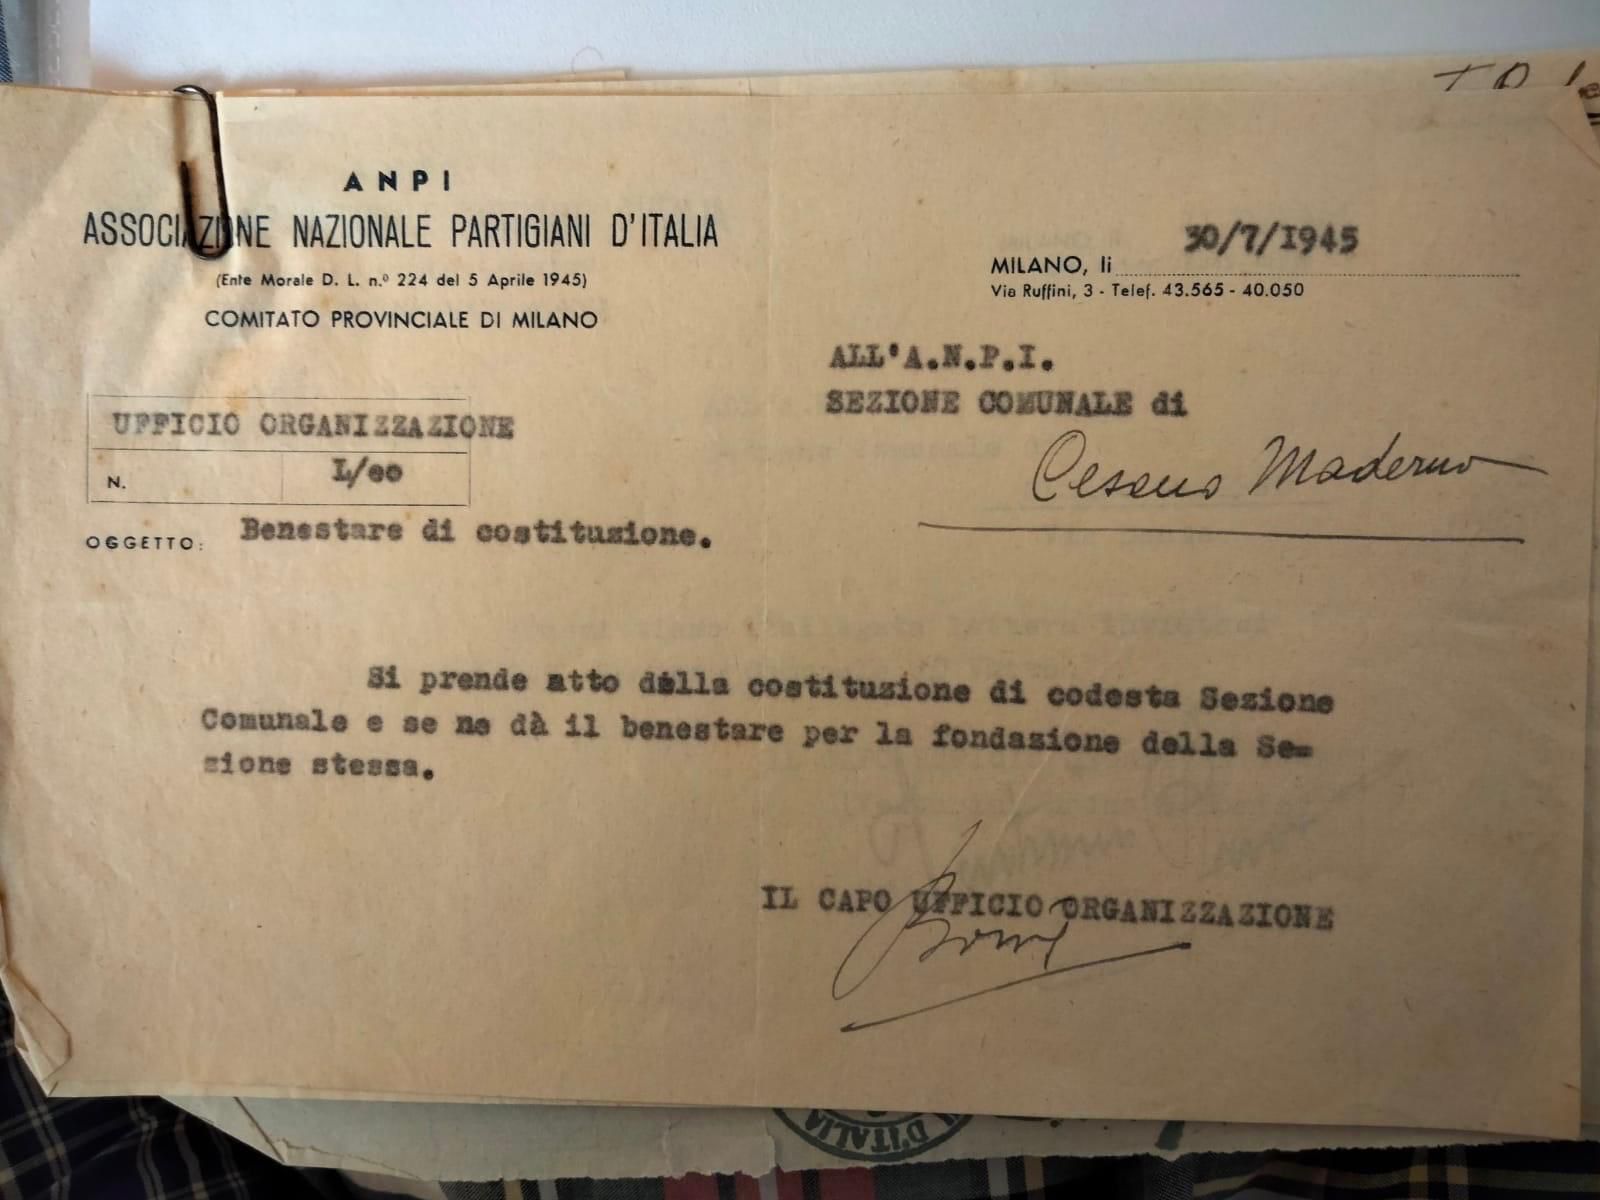 ANPI
ASSOCIAZIONE NAZIONALE PARTIGIANI D'ITALIA
(Ente Morale D. L. n.º 224 del 5 Aprile 1945)
COMITATO PROVINCIALE DI MILANO
30/7/1945
MILANO, li
Via Ruffini, 3 - Telef. 43.565 - 40.050
ALL'A.N.P.I.
SEZIONE COMUNALE di
Cesano Maderno
UFFICIO ORGANIZZAZIONE
N. L/eo
OGGETTO: Benestare di costituzione.
Si prende atto della costituzione di codesta Sezione
Comunale e se ne dà il benestare per la fondazione della Se=
zione stessa.
IL CAPO UFFICIO ORGANIZZAZIONE
D'ITALIA